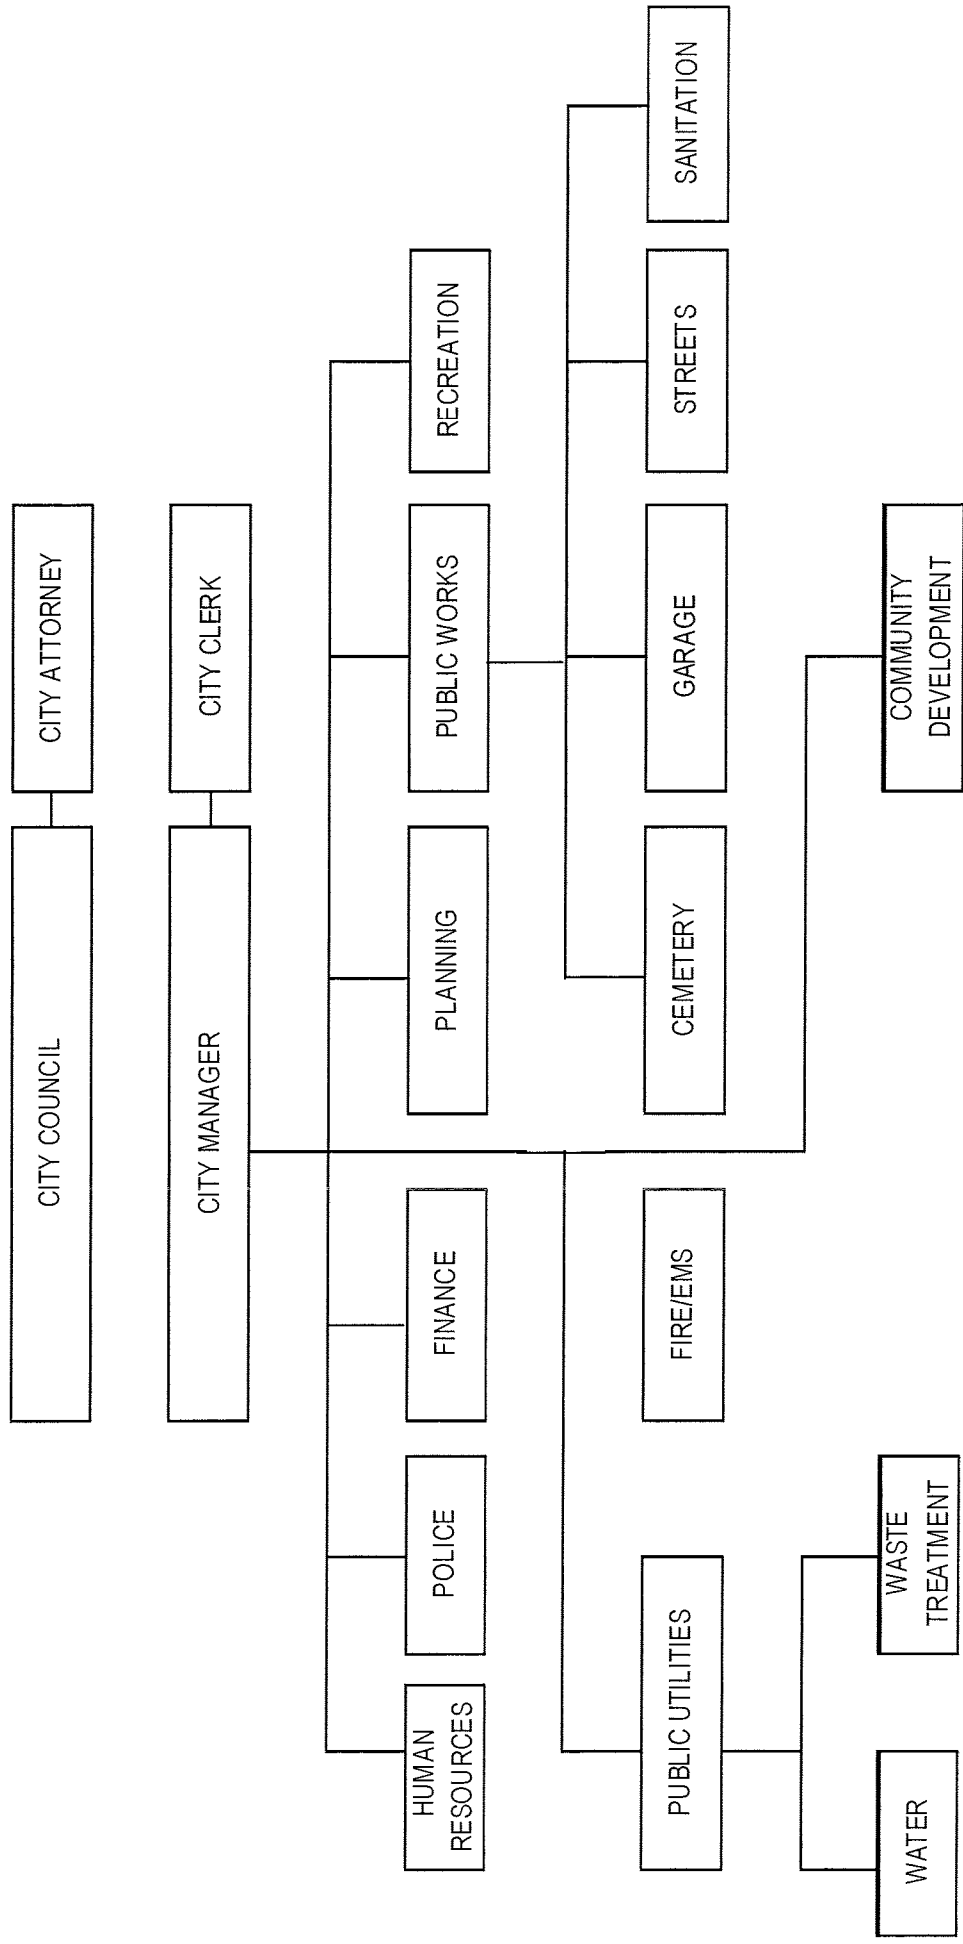 CITY COUNCIL
CITY ATTORNEY
CITY MANAGER
CITY CLERK
HUMAN
RESOURCES
POLICE
FINANCE
PLANNING
PUBLIC WORKS
RECREATION
PUBLIC UTILITIES
FIRE/EMS
CEMETERY
GARAGE
STREETS
SANITATION
WATER
WASTE
TREATMENT
COMMUNITY
DEVELOPMENT